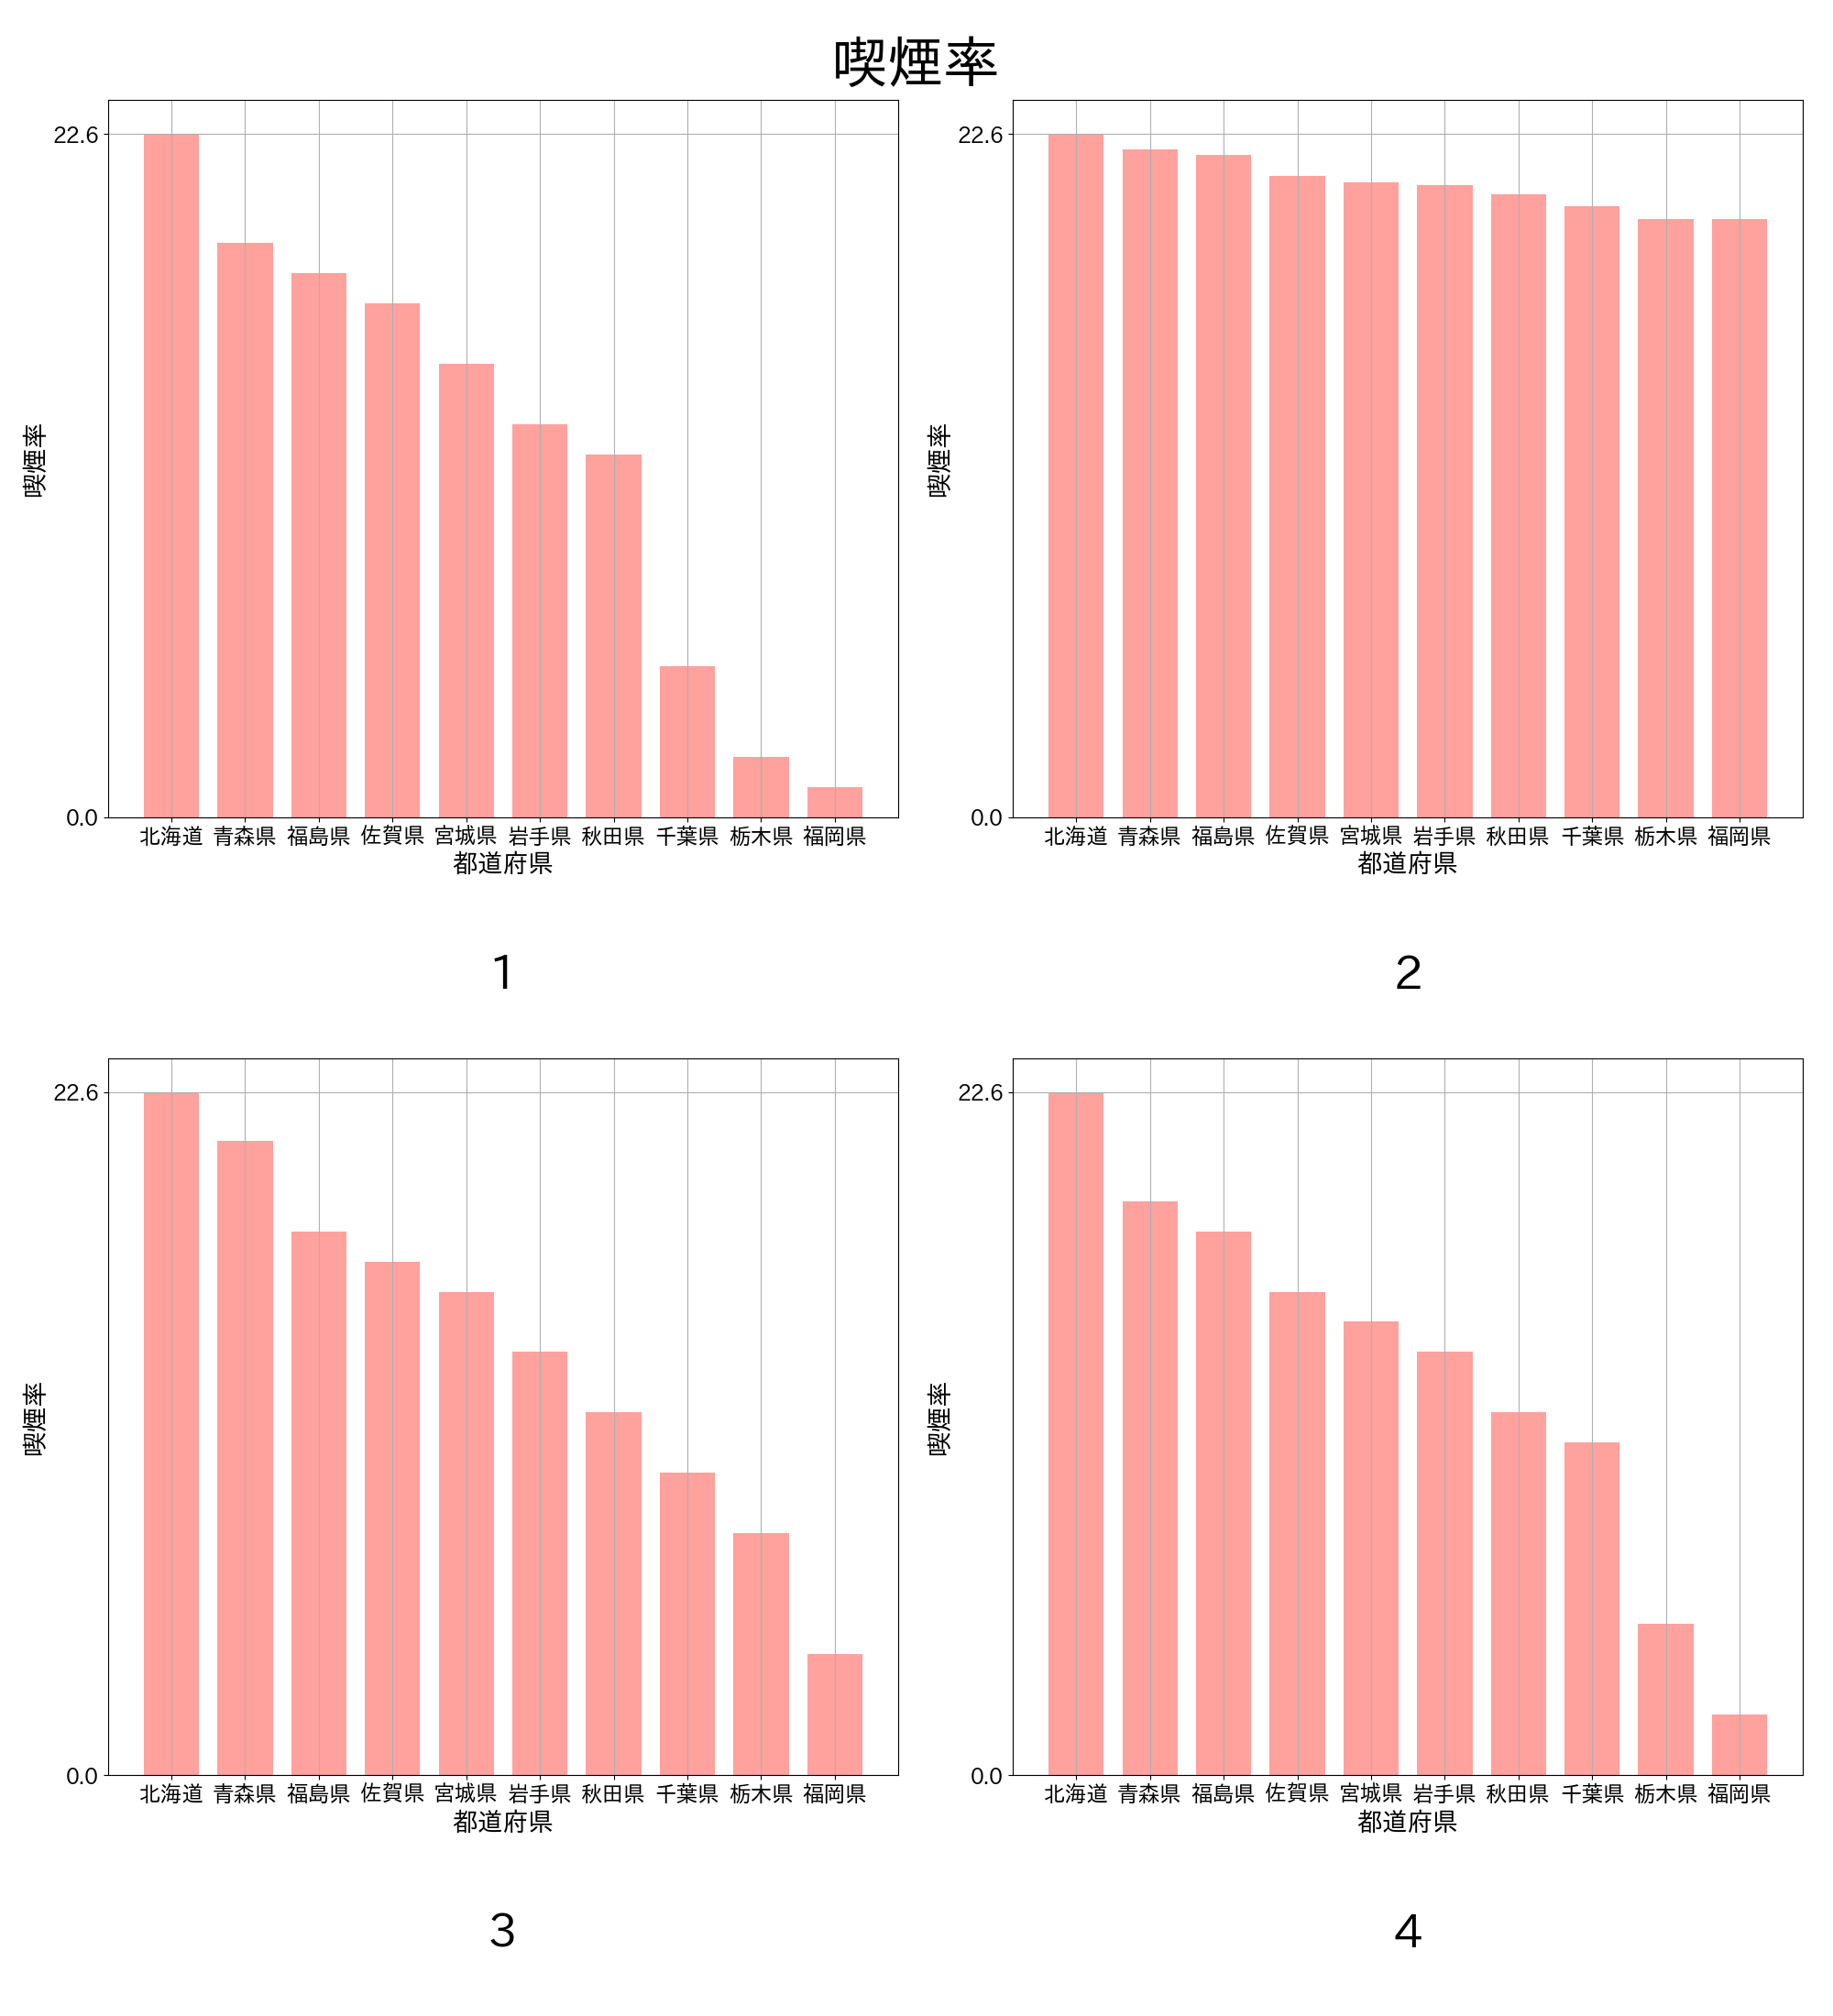 喫煙率
22.6
喫煙率
0.0
北海道 青森県 福島県 佐賀県 宮城県 岩手県 秋田県 千葉県 栃木県 福岡県
都道府県
1
22.6
喫煙率
0.0
北海道 青森県 福島県 佐賀県 宮城県 岩手県 秋田県 千葉県 栃木県 福岡県
都道府県
2
22.6
喫煙率
0.0
北海道 青森県 福島県 佐賀県 宮城県 岩手県 秋田県 千葉県 栃木県 福岡県
都道府県
3
22.6
喫煙率
0.0
北海道 青森県 福島県 佐賀県 宮城県 岩手県 秋田県 千葉県 栃木県 福岡県
都道府県
4